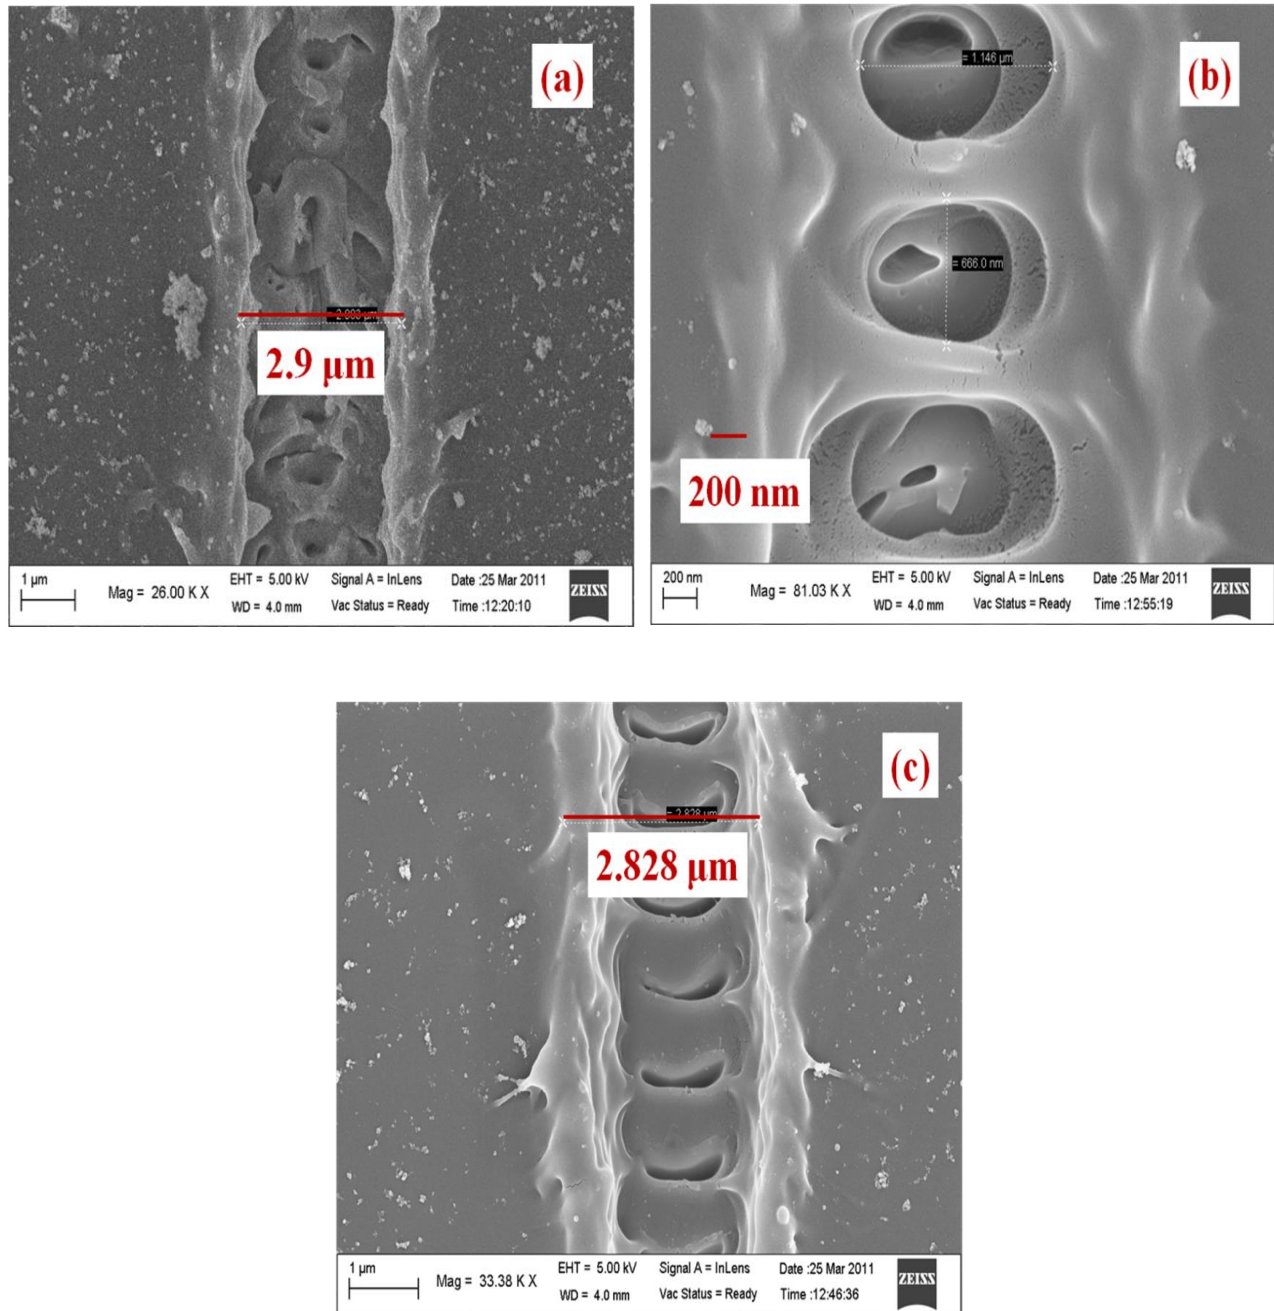 (a)
2.9 µm
1 µm
Mag = 26.00 K X
EHT = 5.00 kV
WD = 4.0 mm
Signal A = InLens
Vac Status = Ready
Date :25 Mar 2011
Time :12:20:10
ZEISS
= 1.146 µm
(b)
= 666.0 nm
200 nm
200 nm
Mag = 81.03 K X
EHT = 5.00 kV
WD = 4.0 mm
Signal A = InLens
Vac Status = Ready
Date :25 Mar 2011
Time :12:55:19
ZEISS
(c)
= 2.828 µm
2.828 µm
1 µm
Mag = 33.38 K X
EHT = 5.00 kV
WD = 4.0 mm
Signal A = InLens
Vac Status = Ready
Date :25 Mar 2011
Time :12:46:36
ZEISS